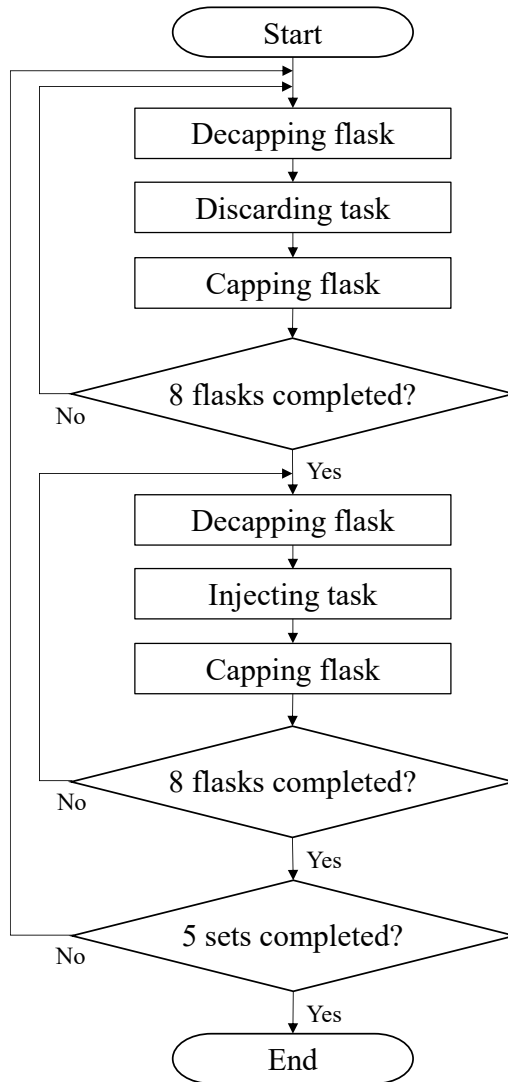 Start
Decapping flask
Discarding task
Capping flask
8 flasks completed?
No
Yes
Decapping flask
Injecting task
Capping flask
8 flasks completed?
No
Yes
5 sets completed?
No
Yes
End